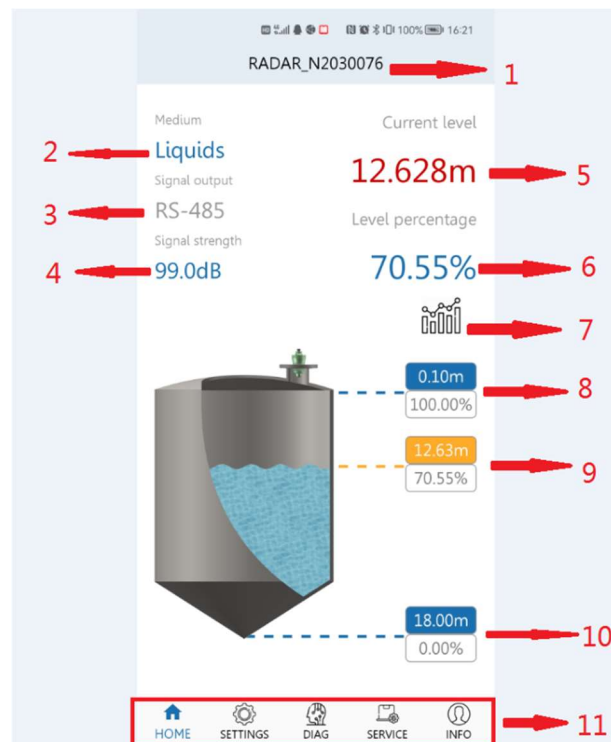 100% 16:21
RADAR_N2030076
1
Medium
Current level
2
Liquids
12.628m
5
Signal output
3
RS-485
Level percentage
Signal strength
4
99.0dB
70.55%
6
7
0.10m
8
100.00%
12.63m
9
70.55%
18.00m
10
0.00%
HOME SETTINGS DIAG SERVICE INFO
11